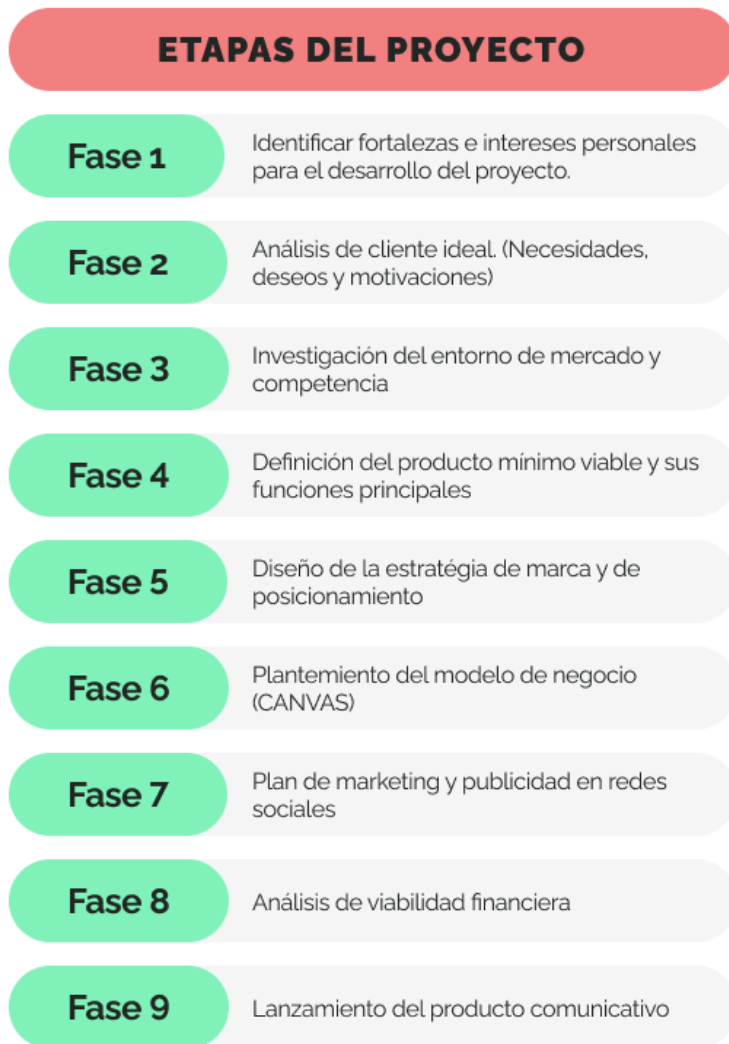 ETAPAS DEL PROYECTO
Fase 1
Identificar fortalezas e intereses personales
para el desarrollo del proyecto.
Fase 2
Análisis de cliente ideal. (Necesidades,
deseos y motivaciones)
Fase 3
Investigación del entorno de mercado y
competencia
Fase 4
Definición del producto mínimo viable y sus
funciones principales
Fase 5
Diseño de la estratégia de marca y de
posicionamiento
Fase 6
Plantemiento del modelo de negocio
(CANVAS)
Fase 7
Plan de marketing y publicidad en redes
sociales
Fase 8
Análisis de viabilidad financiera
Fase 9
Lanzamiento del producto comunicativo